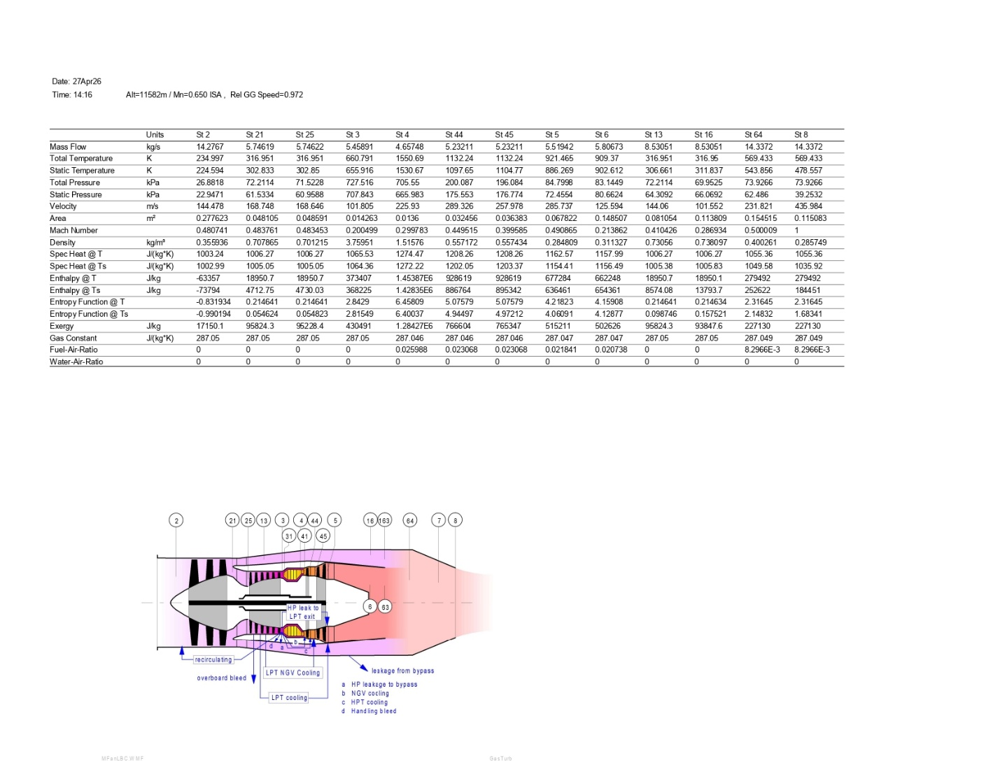 Date: 27Apr26
Time: 14:16 Alt=11582m / Mn=0.650 ISA , Rel GG Speed=0.972
Units St 2 St 21 St 25 St 3 St 4 St 44 St 45 St 5 St 6 St 13 St 16 St 64 St 8
Mass Flow kg/s 14.2767 5.74619 5.74622 5.45891 4.65748 5.23211 5.23211 5.51942 5.80673 8.53051 8.53051 14.3372 14.3372
Total Temperature K 234.997 316.951 316.951 660.791 1550.69 1132.24 1132.24 921.465 909.37 316.951 316.95 569.433 569.433
Static Temperature K 224.594 302.833 302.85 655.916 1530.67 1097.65 1104.77 886.269 902.612 306.661 311.837 543.856 478.557
Total Pressure kPa 26.8818 72.2114 71.5228 727.516 705.55 200.087 196.084 84.7998 83.1449 72.2114 69.9525 73.9266 73.9266
Static Pressure kPa 22.9471 61.5334 60.9588 707.843 665.983 175.553 176.774 72.4554 80.6624 64.3092 66.0692 62.486 39.2532
Velocity m/s 144.478 168.748 168.646 101.805 225.93 289.326 257.978 285.737 125.594 144.06 101.552 231.821 435.984
Area m² 0.277623 0.048105 0.048591 0.014263 0.0136 0.032456 0.036383 0.067822 0.148507 0.081054 0.113809 0.154515 0.115083
Mach Number 0.480741 0.483761 0.483453 0.200499 0.299783 0.449515 0.399585 0.490865 0.213862 0.410426 0.286934 0.500009 1
Density kg/m³ 0.355936 0.707865 0.701215 3.75951 1.51576 0.557172 0.557434 0.284809 0.311327 0.73056 0.738097 0.400261 0.285749
Spec Heat @ T J/(kg*K) 1003.24 1006.27 1006.27 1065.53 1274.47 1208.26 1208.26 1162.57 1157.99 1006.27 1006.27 1055.36 1055.36
Spec Heat @ Ts J/(kg*K) 1002.99 1005.05 1005.05 1064.36 1272.22 1202.05 1203.37 1154.41 1156.49 1005.38 1005.83 1049.58 1035.92
Enthalpy @ T J/kg -63357 18950.7 18950.7 373407 1.45387E6 928619 928619 677284 662248 18950.7 18950.1 279492 279492
Enthalpy @ Ts J/kg -73794 4712.75 4730.03 368225 1.42835E6 886764 895342 636461 654361 8574.08 13793.7 252622 184451
Entropy Function @ T -0.831934 0.214641 0.214641 2.8429 6.45809 5.07579 5.07579 4.21823 4.15908 0.214641 0.214634 2.31645 2.31645
Entropy Function @ Ts -0.990194 0.054624 0.054823 2.81549 6.40037 4.94497 4.97212 4.06091 4.12877 0.098746 0.157521 2.14832 1.68341
Exergy J/kg 17150.1 95824.3 95228.4 430491 1.28427E6 766604 765347 515211 502626 95824.3 93847.6 227130 227130
Gas Constant J/(kg*K) 287.05 287.05 287.05 287.05 287.046 287.046 287.046 287.047 287.047 287.05 287.05 287.049 287.049
Fuel-Air-Ratio 0 0 0 0 0.025988 0.023068 0.023068 0.021841 0.020738 0 0 8.2966E-3 8.2966E-3
Water-Air-Ratio 0 0 0 0 0 0 0 0 0 0 0 0 0
2 21 25 13 3 4 44 5 16 163 64 7 8
31 41 45
HP leak to
LPT exit
6 63
b
d a c
recirculating
LPT NGV Cooling
leakage from bypass
overboard bleed
a HP leakage to bypass
b NGV cooling
LPT cooling
c HPT cooling
d Handling bleed
MFanLBC.WMF GasTurb